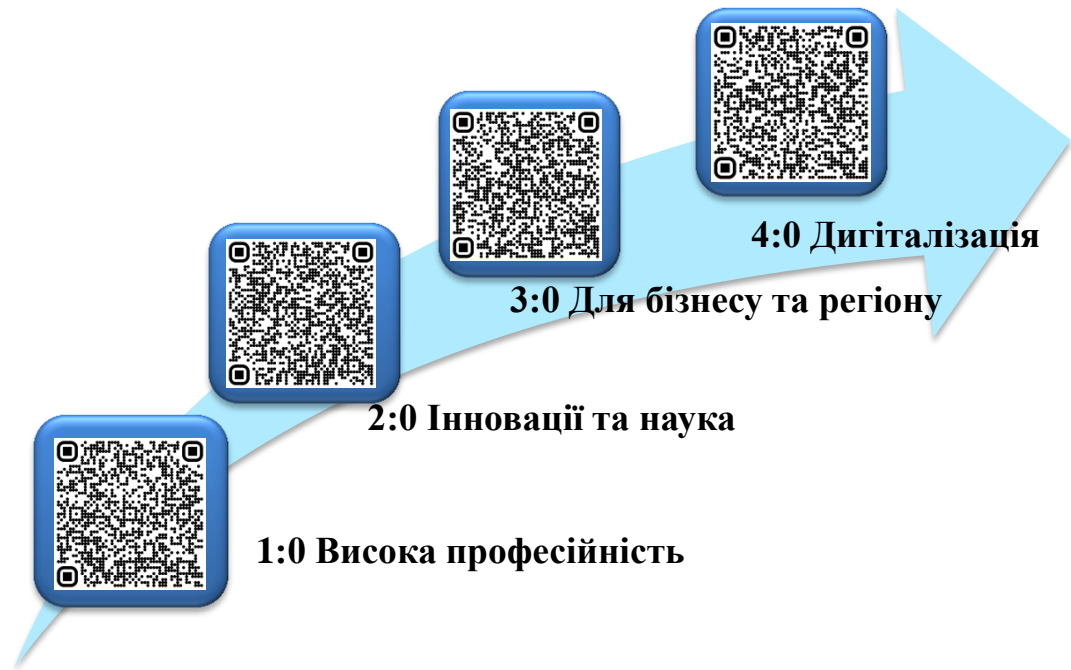 4:0 Дигіталізація
3:0 Для бізнесу та регіону
2:0 Інновації та наука
1:0 Висока професійність